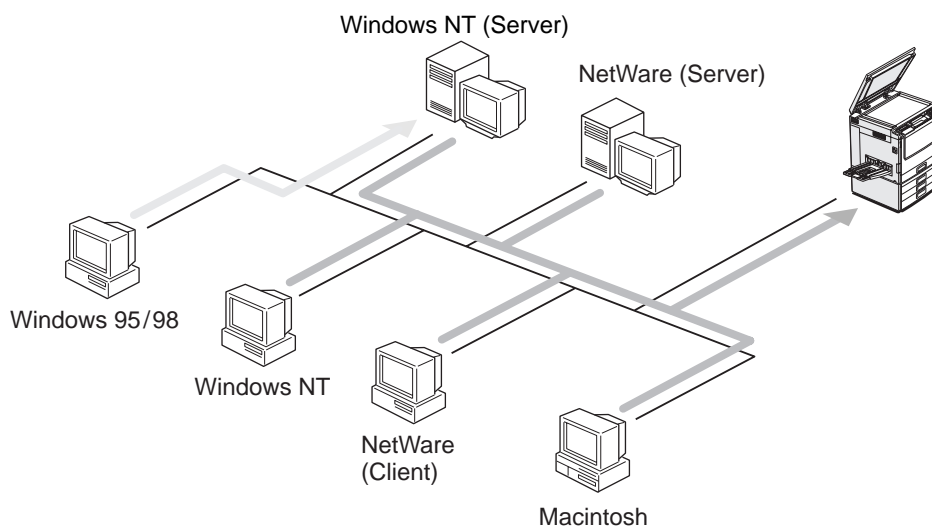 Windows NT (Server)
NetWare (Server)
Windows 95/98
Windows NT
NetWare
(Client)
Macintosh